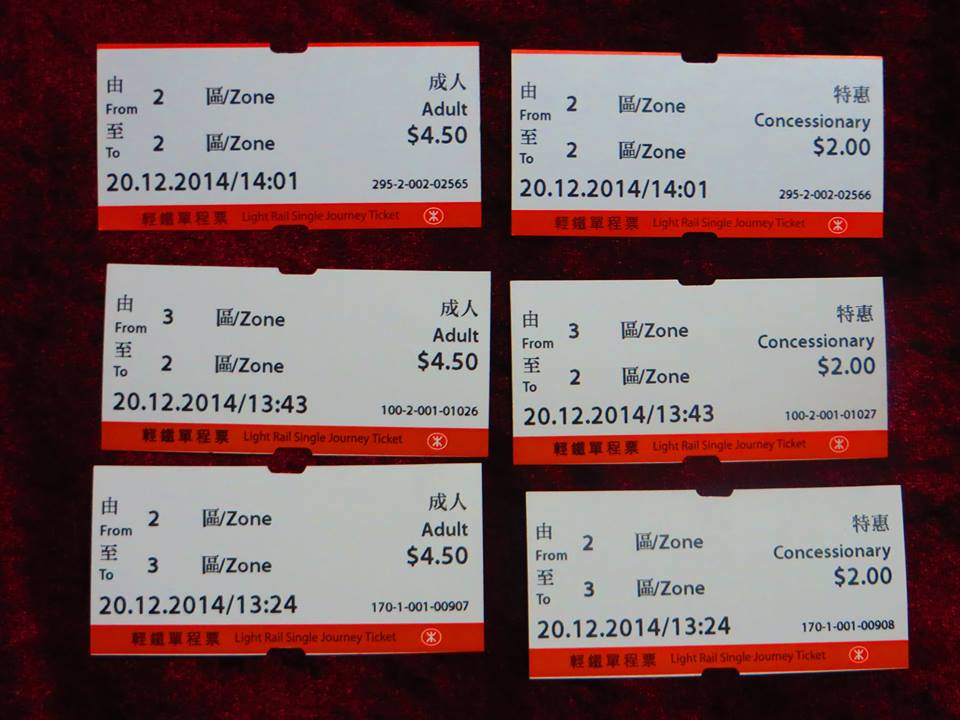 由 成人
From 2 區/Zone Adult
至 $4.50
To 2 區/Zone
20.12.2014/14:01 295-2-002-02565
輕鐵單程票 Light Rail Single Journey Ticket
由 特惠
From 2 區/Zone Concessionary
至 $2.00
To 2 區/Zone
20.12.2014/14:01 295-2-002-02566
輕鐵單程票 Light Rail Single Journey Ticket
由 成人
From 3 區/Zone Adult
至 $4.50
To 2 區/Zone
20.12.2014/13:43 100-2-001-01026
輕鐵單程票 Light Rail Single Journey Ticket
由 特惠
From 3 區/Zone Concessionary
至 $2.00
To 2 區/Zone
20.12.2014/13:43 100-2-001-01027
輕鐵單程票 Light Rail Single Journey Ticket
由 成人
From 2 區/Zone Adult
至 $4.50
To 3 區/Zone
20.12.2014/13:24 170-1-001-00907
輕鐵單程票 Light Rail Single Journey Ticket
由 特惠
From 2 區/Zone Concessionary
至 $2.00
To 3 區/Zone
20.12.2014/13:24 170-1-001-00908
輕鐵單程票 Light Rail Single Journey Ticket